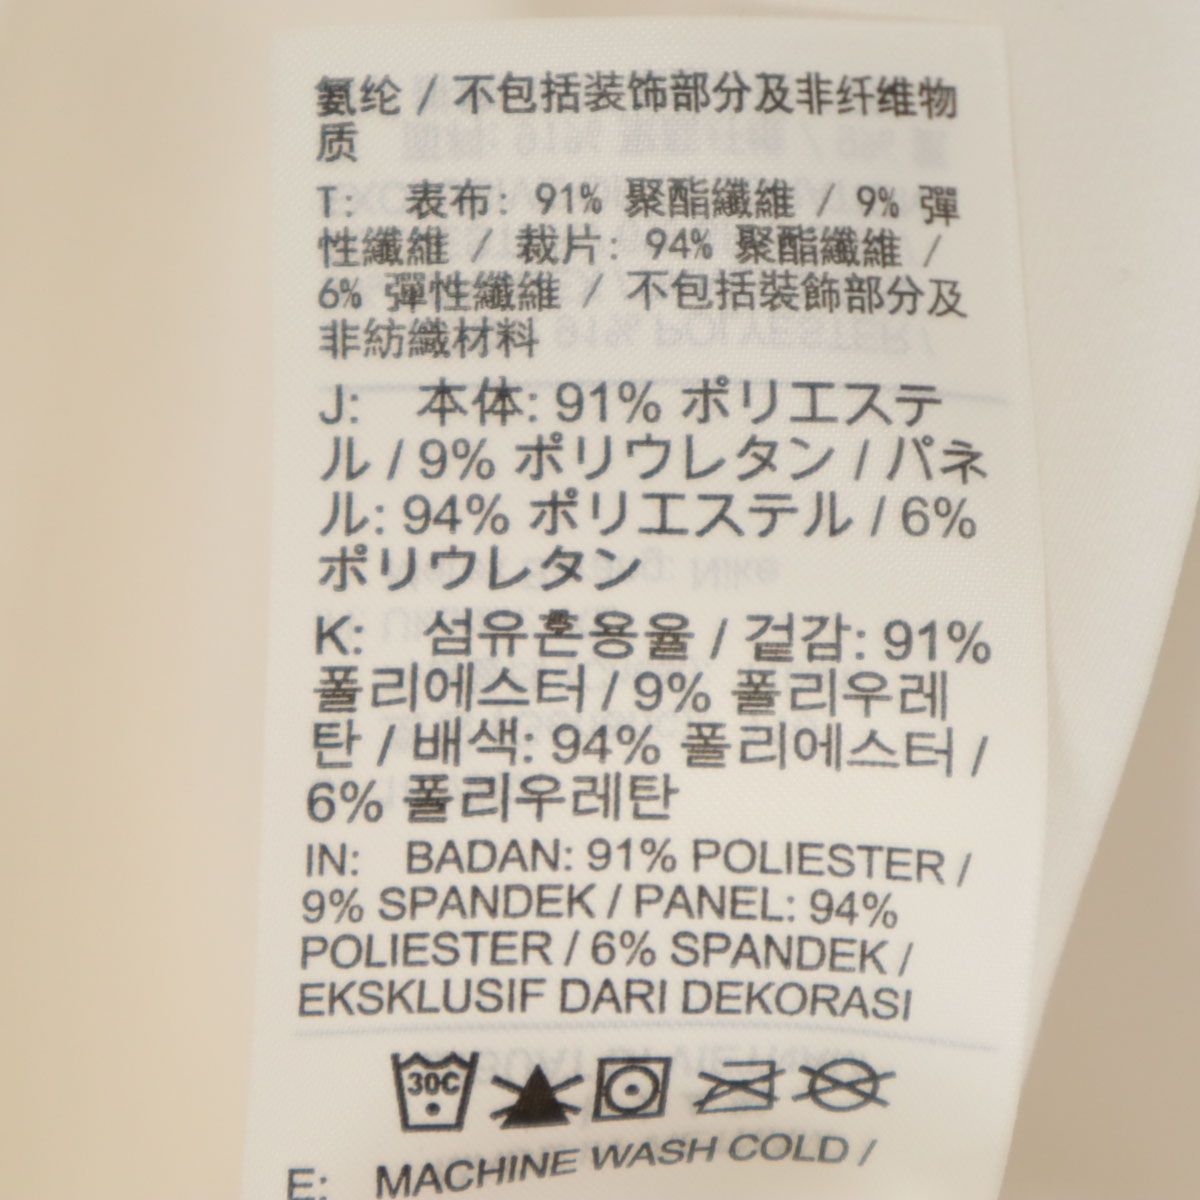 氨纶 / 不包括装饰部分及非纤维物
质
T: 表布: 91% 聚酯纖維 / 9% 彈
性纖維 / 裁片: 94% 聚酯纖維 /
6% 彈性纖維 / 不包括裝飾部分及
非紡織材料
J: 本体: 91% ポリエステ
ル / 9% ポリウレタン / パネ
ル: 94% ポリエステル / 6%
ポリウレタン
K: 섬유혼용율 / 겉감: 91%
폴리에스터 / 9% 폴리우레
탄 / 배색: 94% 폴리에스터 /
6% 폴리우레탄
IN: BADAN: 91% POLIESTER /
9% SPANDEK / PANEL: 94%
POLIESTER / 6% SPANDEK /
EKSKLUSIF DARI DEKORASI
30C
E: MACHINE WASH COLD /